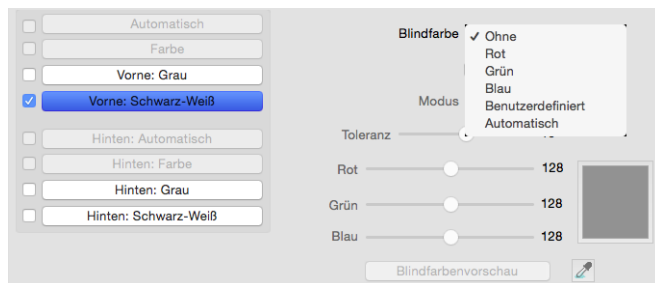 Automatisch
Farbe
Vorne: Grau
Vorne: Schwarz-Weiß
Hinten: Automatisch
Hinten: Farbe
Hinten: Grau
Hinten: Schwarz-Weiß
Blindfarbe
✓ Ohne
Rot
Grün
Blau
Benutzerdefiniert
Automatisch
Modus
Toleranz
Rot 128
Grün 128
Blau 128
Blindfarbenvorschau